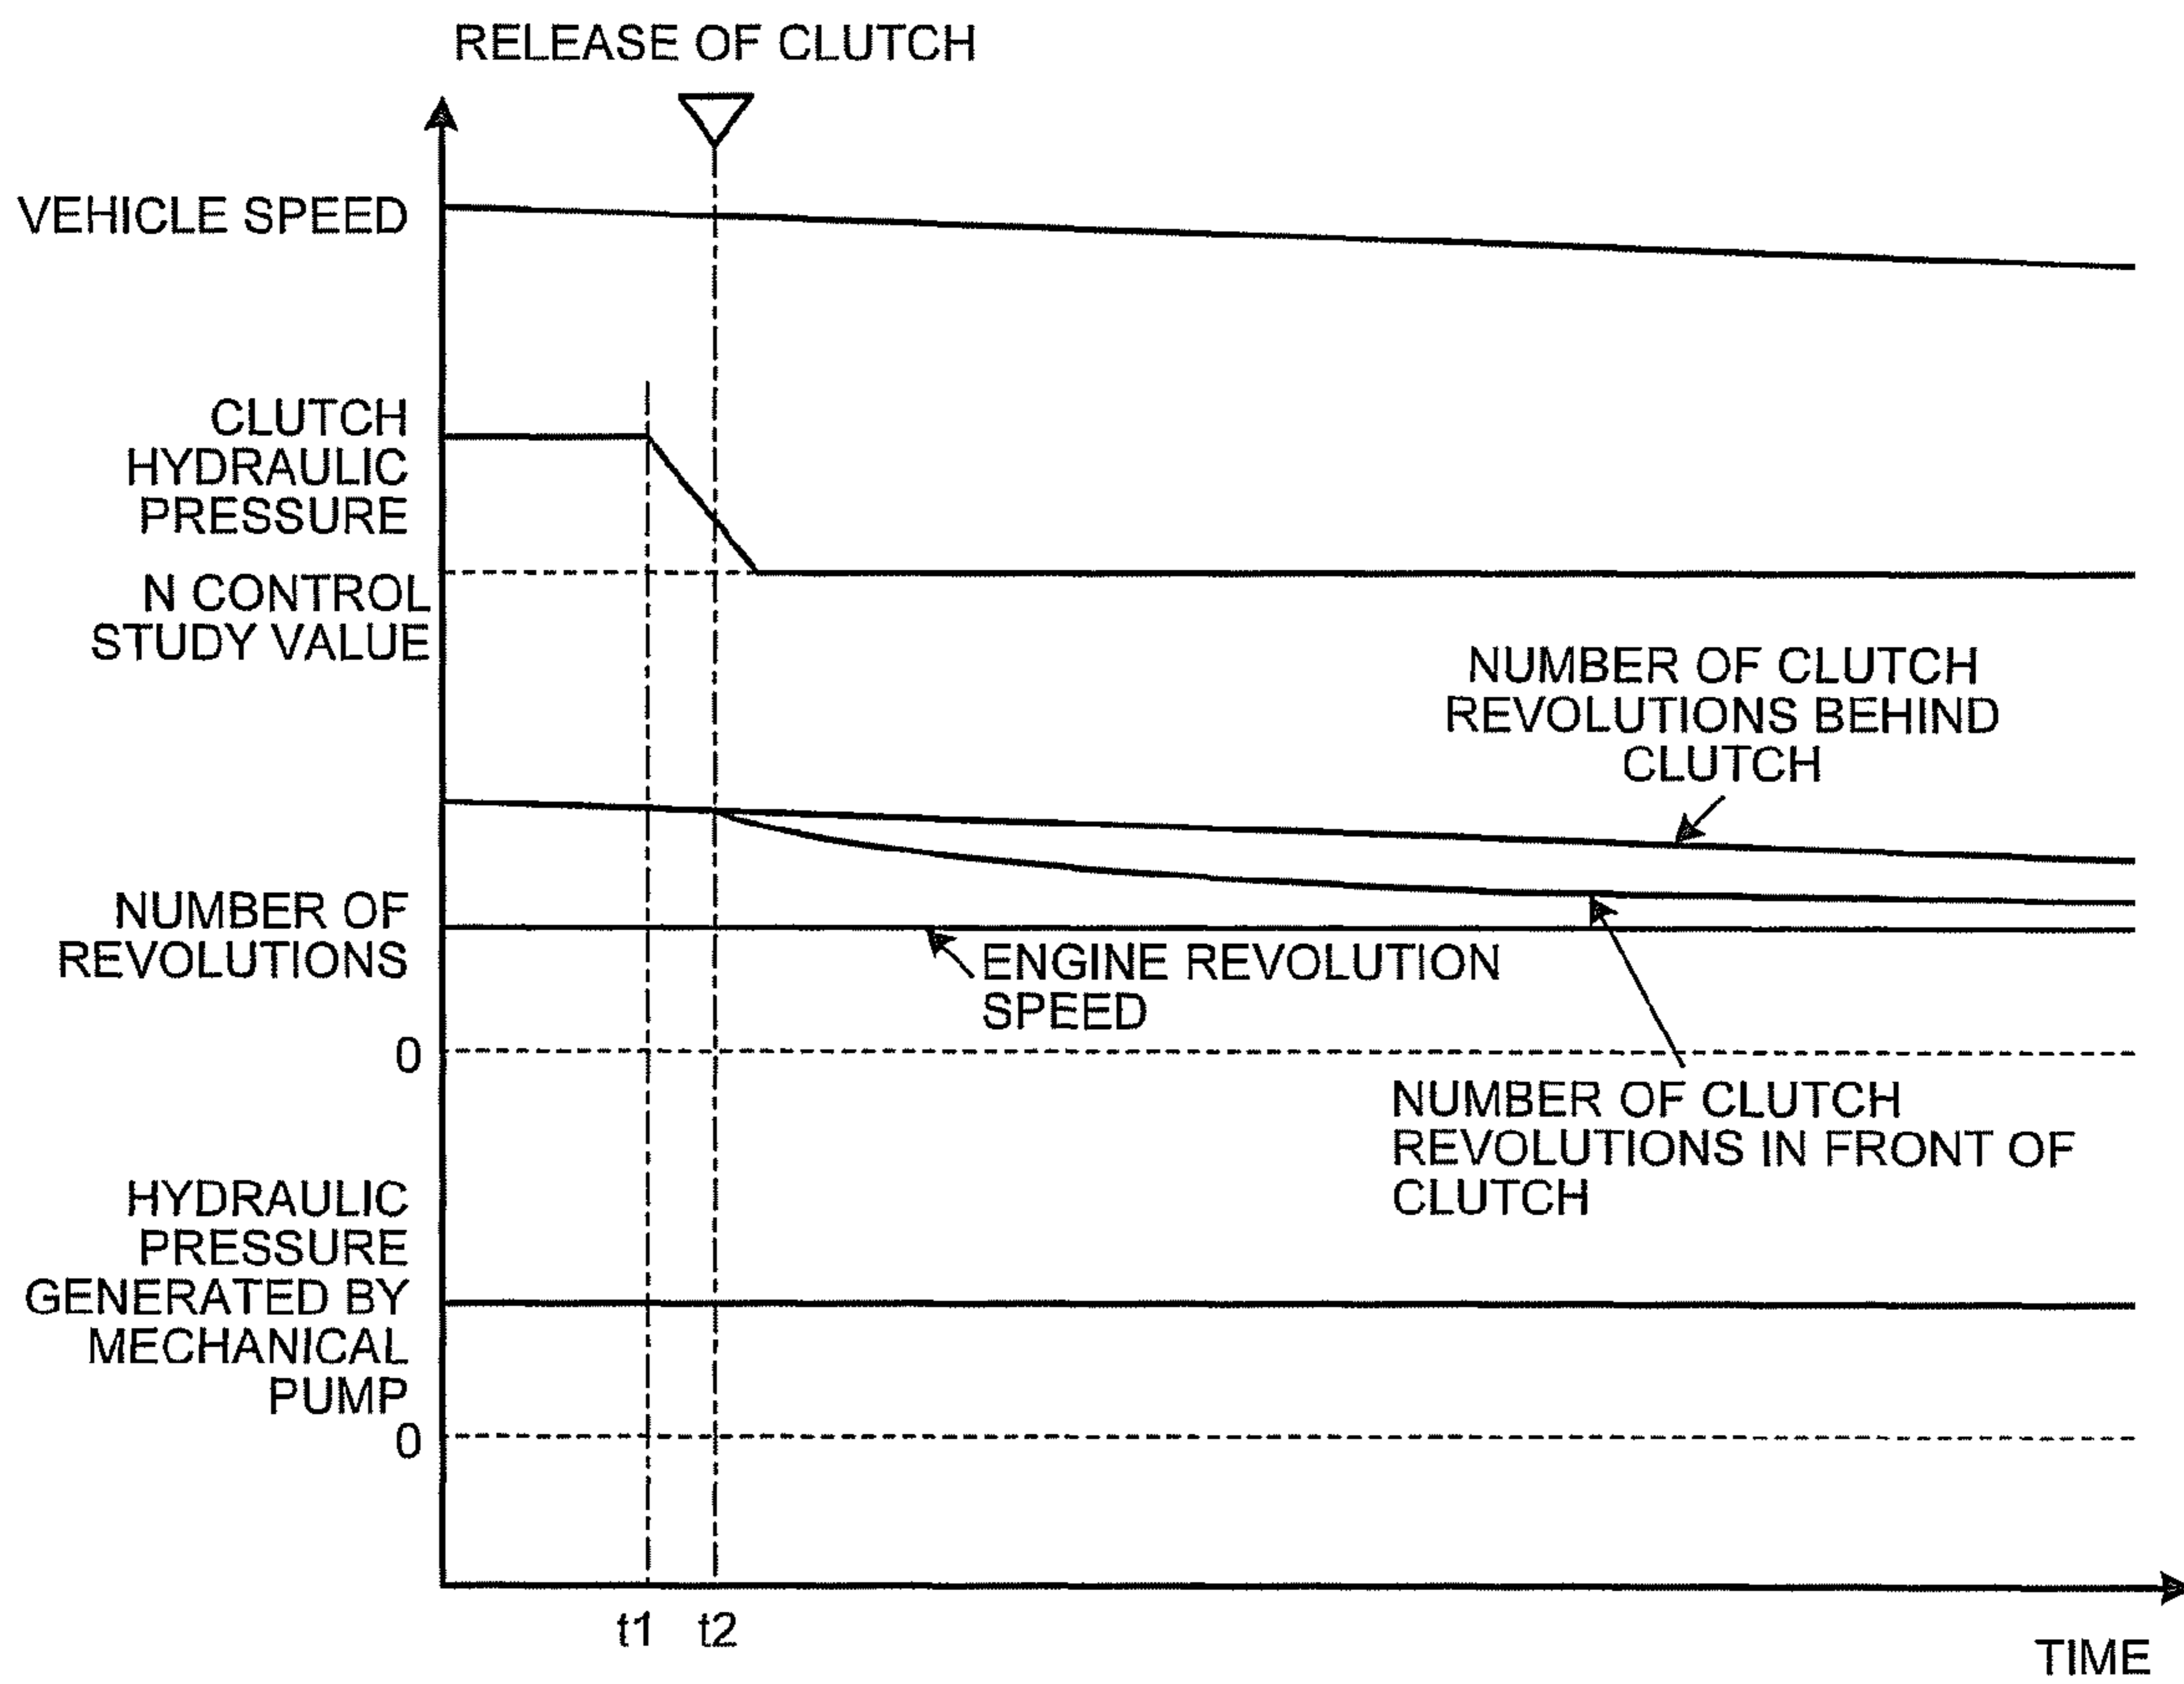 RELEASE OF CLUTCH
VEHICLE SPEED
CLUTCH
HYDRAULIC
PRESSURE
N CONTROL
STUDY VALUE
NUMBER OF CLUTCH
REVOLUTIONS BEHIND
CLUTCH
NUMBER OF
REVOLUTIONS
ENGINE REVOLUTION
SPEED
0
NUMBER OF CLUTCH
REVOLUTIONS IN FRONT OF
CLUTCH
HYDRAULIC
PRESSURE
GENERATED BY
MECHANICAL
PUMP
0
t1 t2
TIME